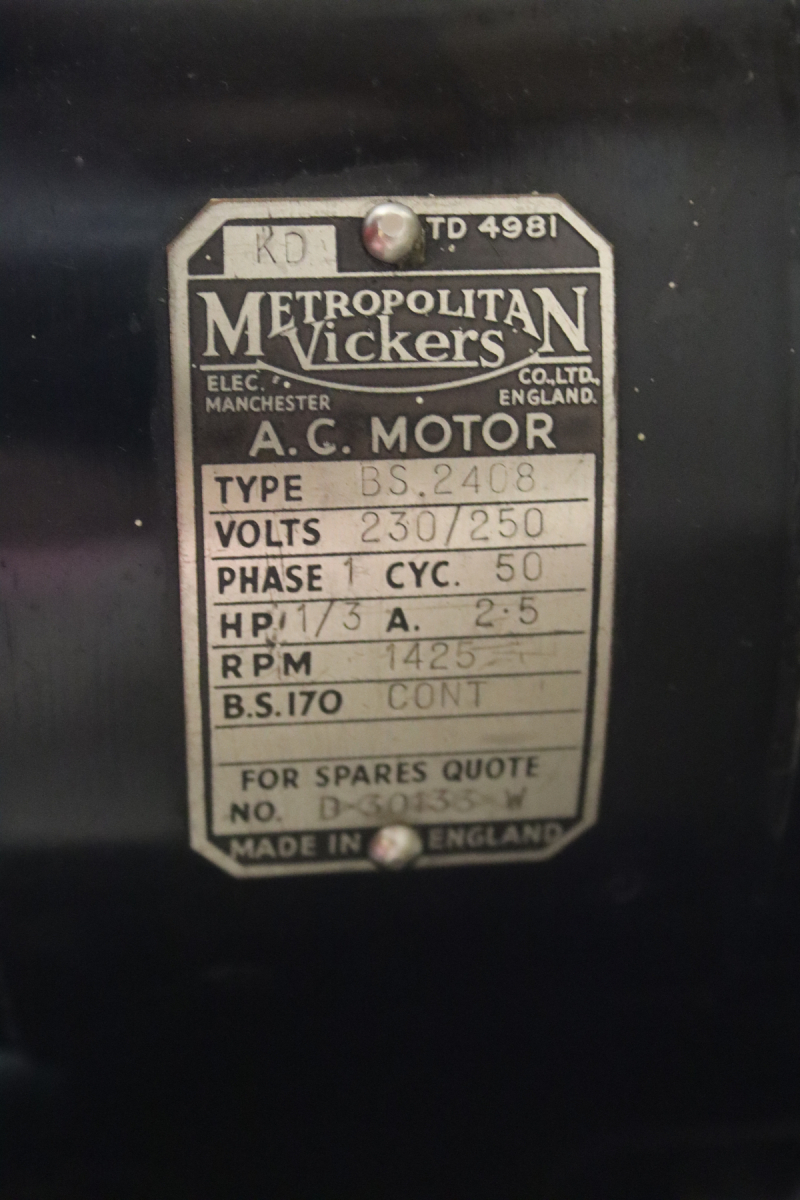 KD TD 4981
METROPOLITAN
Vickers
ELEC. CO., LTD.,
MANCHESTER ENGLAND.
A.C. MOTOR
TYPE BS.2408
VOLTS 230/250
PHASE 1 CYC. 50
HP 1/3 A. 2·5
RPM 1425
B.S.170 CONT
FOR SPARES QUOTE
NO. D-30133-W
MADE IN ENGLAND